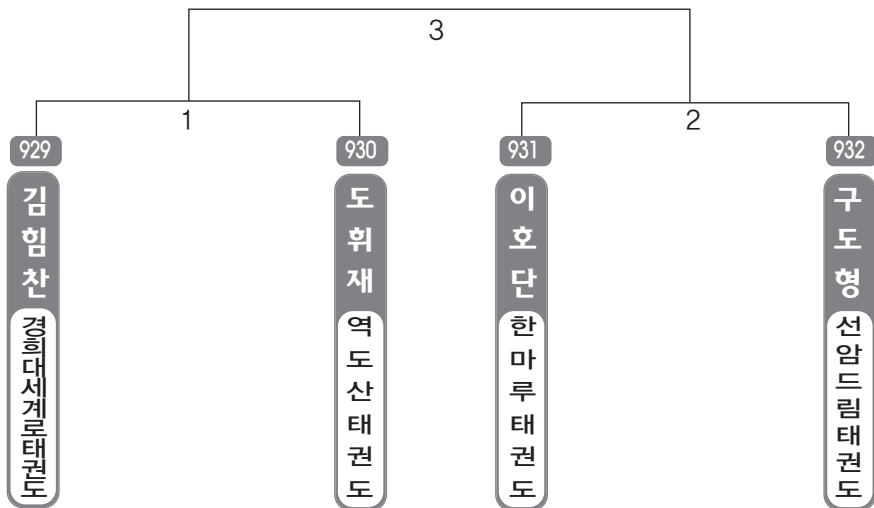 3
1
2
929
930
931
932
김힘찬
경희대세계로태권도
도휘재
역도산태권도
이호단
한마루태권도
구도형
선암드림태권도